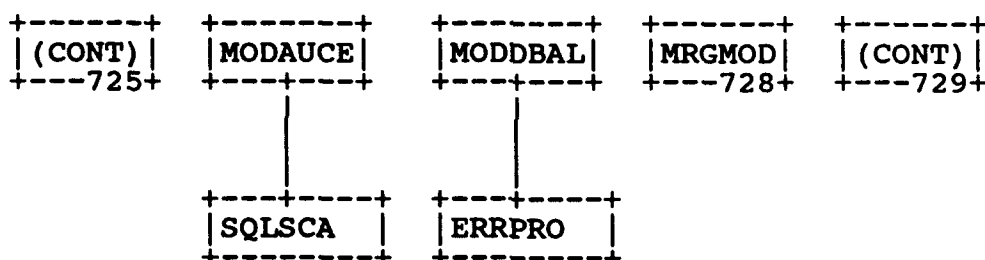 (CONT) MODAUCE MODDBAL MRGMOD (CONT)
725 728 729
SQLSCA ERRPRO